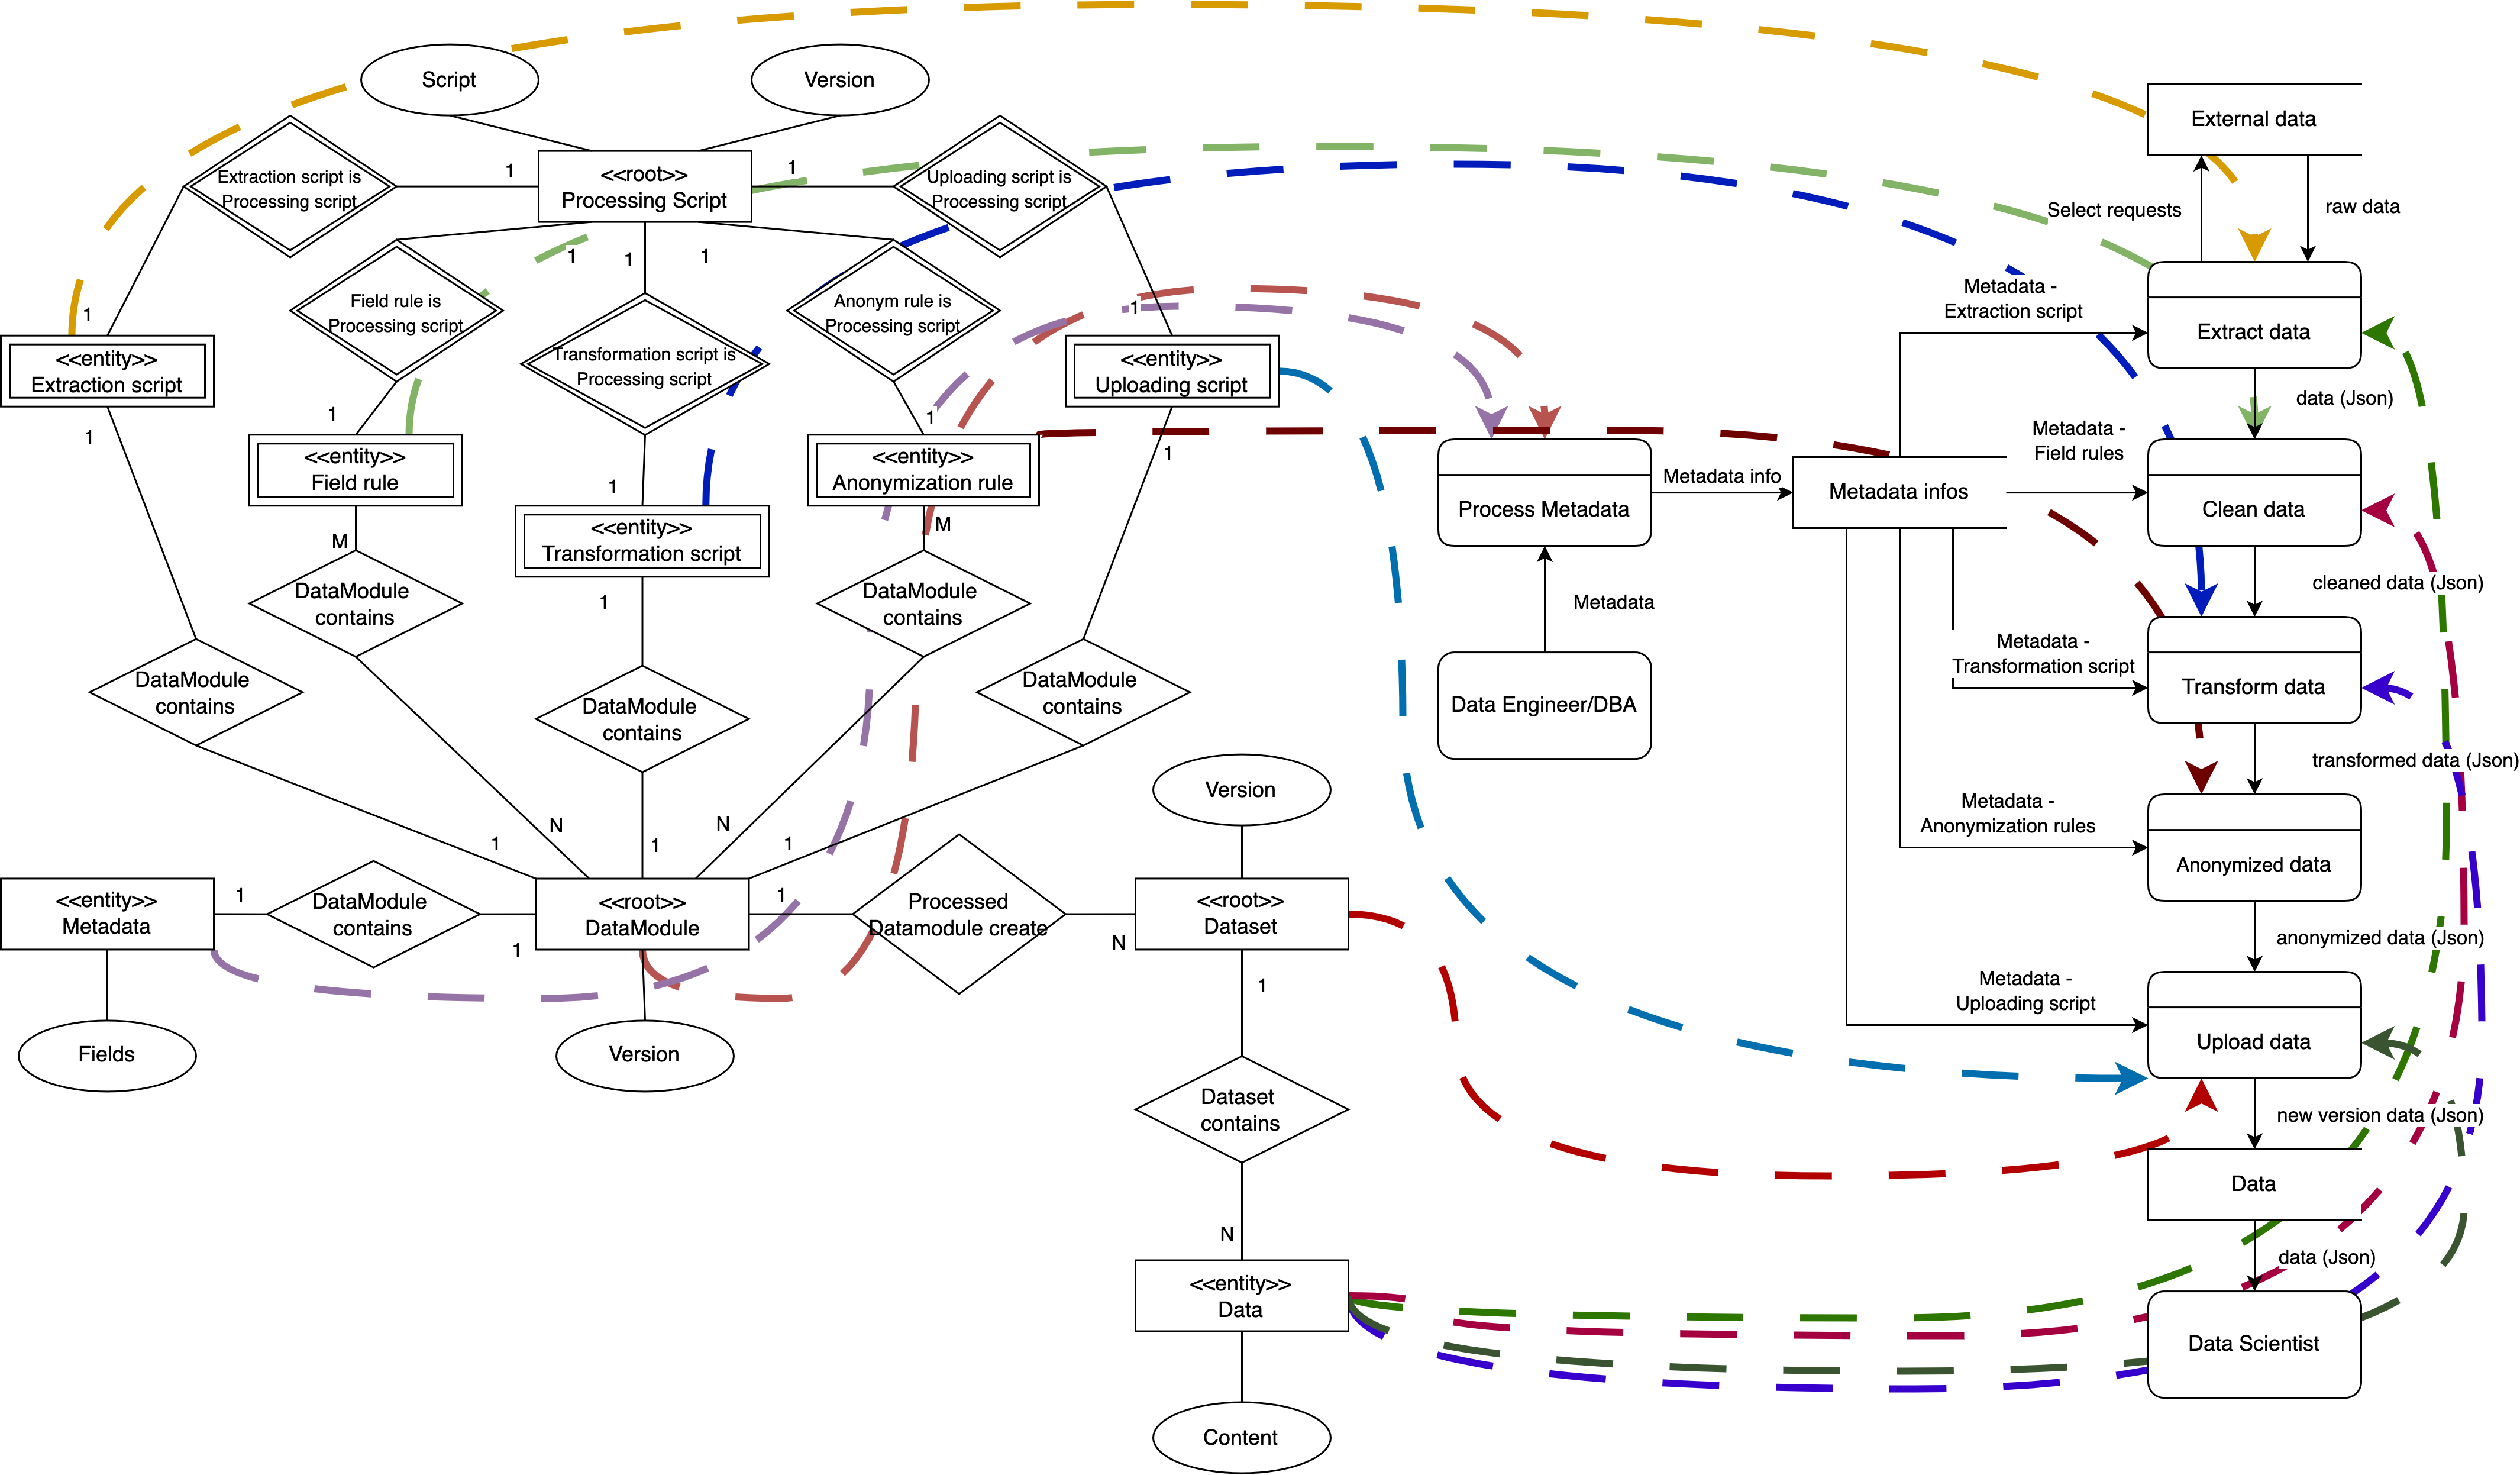 Script
Version
External data
Extraction script is
Processing script
1
<<root>>
Processing Script
1
Uploading script is
Processing script
Select requests
raw data
1
1
1
Field rule is
Processing script
Transformation script is
Processing script
Anonym rule is
Processing script
1
1
<<entity>>
Extraction script
<<entity>>
Uploading script
Metadata -
Extraction script
Extract data
data (Json)
1
1
1
1
<<entity>>
Field rule
<<entity>>
Anonymization rule
1
<<entity>>
Transformation script
Process Metadata
Metadata info
Metadata infos
Metadata -
Field rules
Clean data
M
M
1
DataModule
contains
DataModule
contains
DataModule
contains
DataModule
contains
DataModule
contains
Metadata
Data Engineer/DBA
cleaned data (Json)
Metadata -
Transformation script
Transform data
transformed data (Json)
Version
1
N
1
N
1
Metadata -
Anonymization rules
Anonymized data
<<entity>>
Metadata
1
DataModule
contains
1
<<root>>
DataModule
1
Processed
Datamodule create
N
<<root>>
Dataset
anonymized data (Json)
1
Metadata -
Uploading script
Upload data
Fields
Version
Dataset
contains
new version data (Json)
Data
N
data (Json)
<<entity>>
Data
Data Scientist
Content